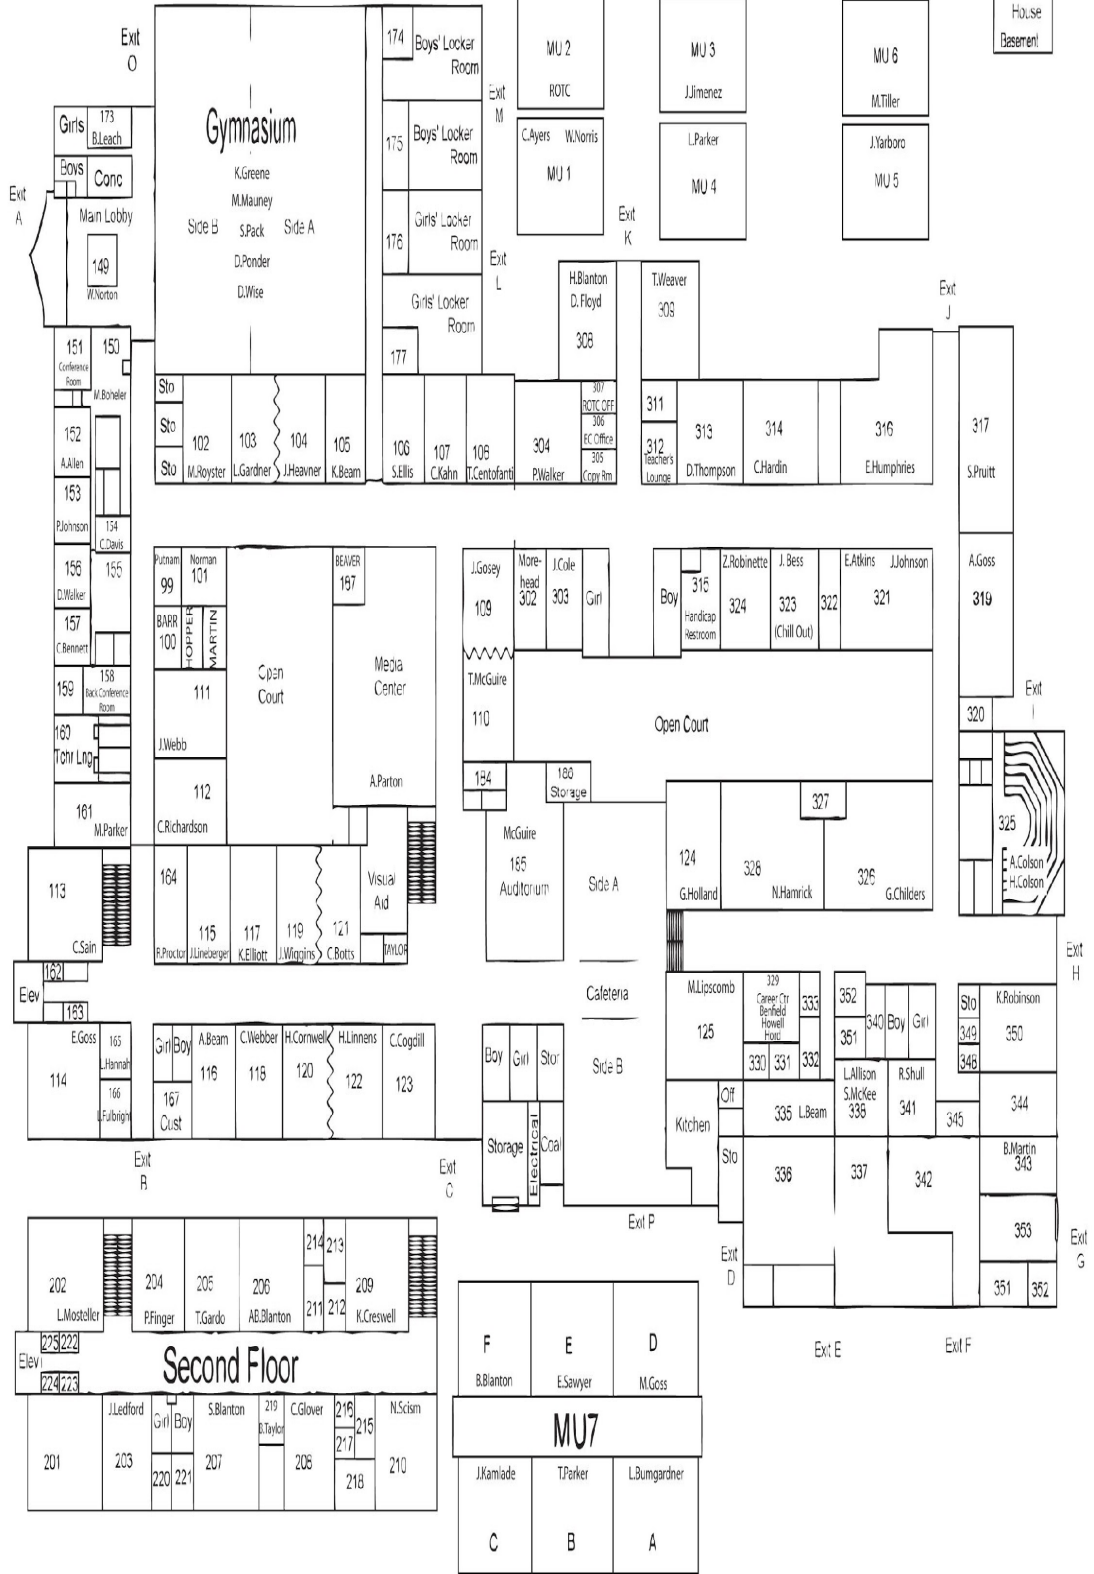 House
Basement
Exit
O
174
Boys' Locker
Room
MU 2
ROTC
MU 3
J.Jimenez
MU 6
M.Tiller
Exit
M
Girls
173
B.Leach
Gymnasium
175
Boys' Locker
Room
C.Ayers W.Norris
MU 1
L.Parker
MU 4
J.Yarboro
MU 5
Boys
Conc
K.Greene
M.Mauney
S.Pack
D.Ponder
D.Wise
Side B
Side A
Exit
A
Main Lobby
149
W.Norton
176
Girls' Locker
Room
Exit
L
Exit
K
Girls' Locker
Room
177
H.Blanton
D. Floyd
308
T.Weaver
309
Exit
J
151
Conference
Room
150
M.Boheler
Sto
Sto
Sto
102
M.Royster
103
L.Gardner
104
J.Heavner
105
K.Beam
106
S.Ellis
107
C.Kahn
108
T.Centofanti
304
P.Walker
307
ROTC OFF
306
EC Office
305
Copy Rm
311
312
Teacher's
Lounge
313
D.Thompson
314
C.Hardin
316
E.Humphries
317
S.Pruitt
152
A.Allen
153
P.Johnson
154
C.Davis
155
156
D.Walker
157
C.Bennett
159
158
Back Conference
Room
160
Tchr Lng
161
M.Parker
Putnam
99
Norman
101
BARR
100
HOPPER
MARTIN
111
J.Webb
112
C.Richardson
Open
Court
BEAVER
187
Media
Center
A.Parton
J.Gosey
109
More-
head
302
J.Cole
303
Girl
Boy
315
Handicap
Restroom
Z.Robinette
324
J. Bess
323
(Chill Out)
322
E.Atkins J.Johnson
321
A.Goss
319
T.McGuire
110
Open Court
320
Exit
I
184
186
Storage
McGuire
185
Auditorium
Side A
124
G.Holland
327
328
N.Hamrick
326
G.Childers
325
A.Colson
H.Colson
113
C.Sain
164
R.Proctor
115
J.Lineberger
117
K.Elliott
119
J.Wiggins
121
C.Botts
Visual
Aid
TAYLOR
Exit
H
Elev
162
163
Cafeteria
M.Lipscomb
125
329
Career Ctr
Benfield
Howell
Hord
333
330
331
332
352
351
340
Boy
Girl
Sto
349
348
K.Robinson
350
E.Goss
114
165
L.Hannah
166
L.Fulbright
Girl
Boy
167
Cust
A.Beam
116
C.Webber
118
H.Cornwell
120
H.Linnens
122
C.Cogdill
123
Boy
Girl
Stor
Side B
Storage
Electrical
Coal
Kitchen
Off
Sto
335 L.Beam
L.Allison
S.McKee
338
R.Shull
341
345
344
336
337
342
B.Martin
343
353
351
352
Exit
B
Exit
C
Exit P
Exit
D
Exit
G
Exit E
Exit F
202
L.Mosteller
204
P.Finger
205
T.Gardo
206
AB.Blanton
214
213
211
212
209
K.Creswell
225
222
Elev
224
223
Second Floor
201
J.Ledford
203
Girl
Boy
220
221
S.Blanton
207
219
B.Taylor
C.Glover
208
216
217
215
218
N.Scism
210
F
B.Blanton
E
E.Sawyer
D
M.Goss
MU7
J.Kamlade
C
T.Parker
B
L.Bumgardner
A